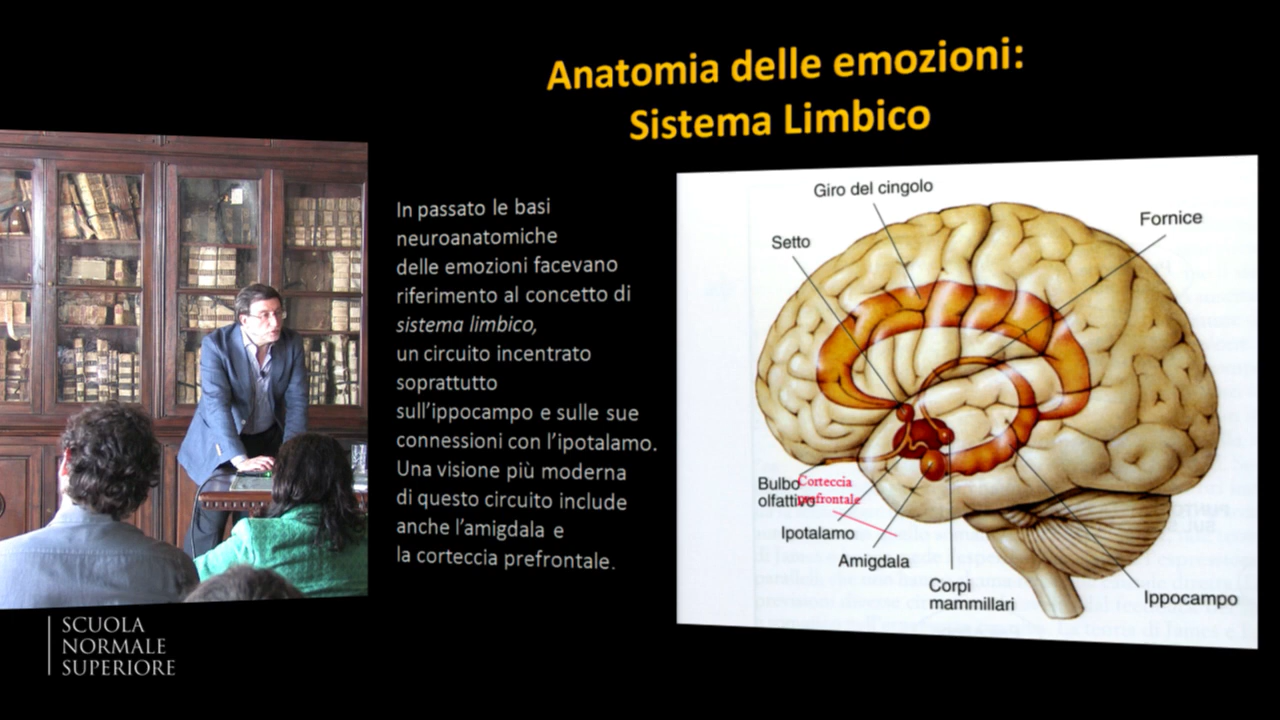 Anatomia delle emozioni:
Sistema Limbico
In passato le basi
neuroanatomiche
delle emozioni facevano
riferimento al concetto di
sistema limbico,
un circuito incentrato
soprattutto
sull'ippocampo e sulle sue
connessioni con l'ipotalamo.
Una visione più moderna
di questo circuito include
anche l'amigdala e
la corteccia prefrontale.
Giro del cingolo
Fornice
Setto
Bulbo
olfattivo
Corteccia
prefrontale
Ipotalamo
Amigdala
Corpi
mammillari
Ippocampo
SCUOLA
NORMALE
SUPERIORE